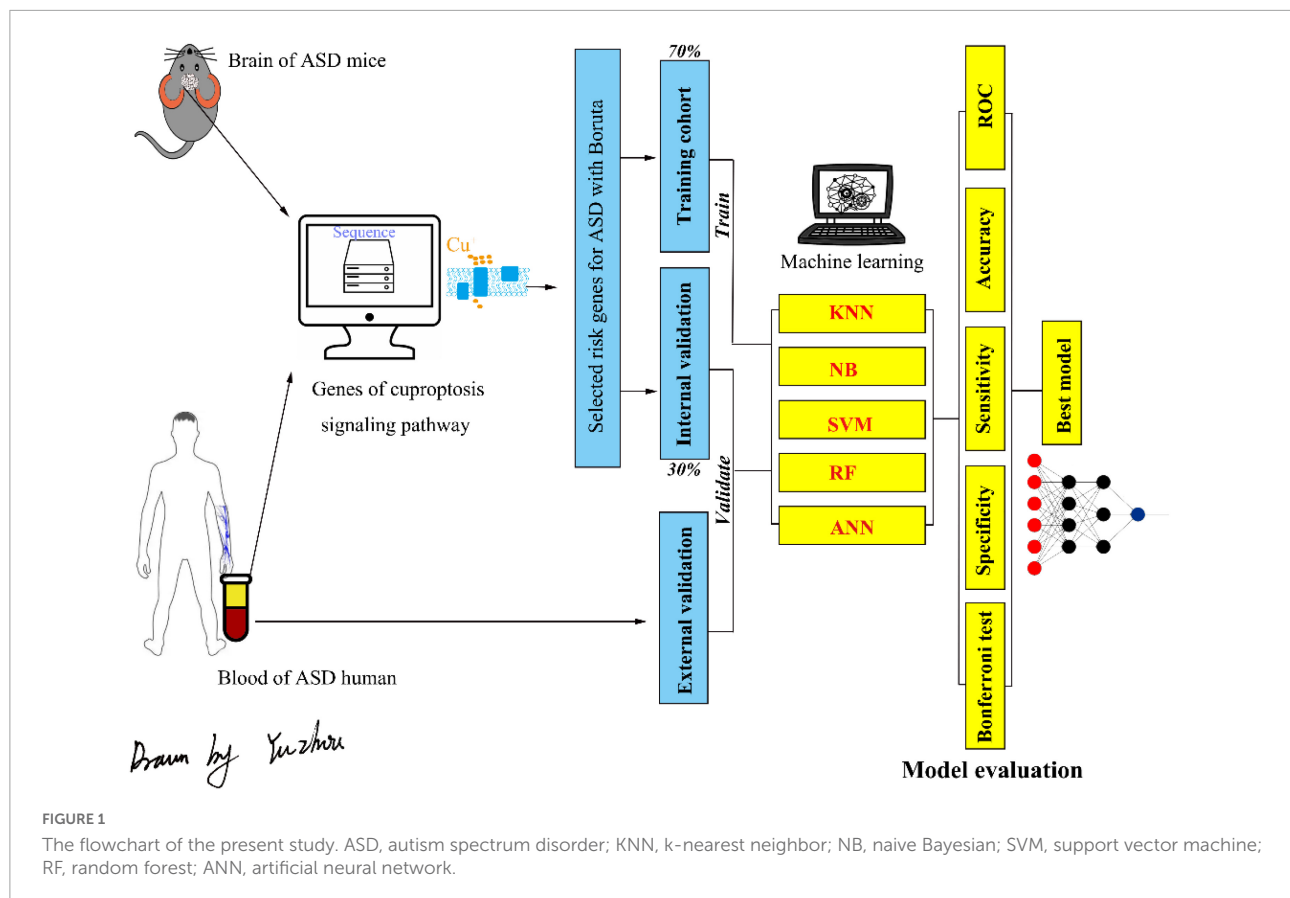 Brain of ASD mice
Sequence
Cu
Genes of cuproptosis
signaling pathway
Blood of ASD human
Drawn by Yuzhou
Selected risk genes for ASD with Boruta
70%
Training cohort
Internal validation
30%
External validation
Train
Validate
Machine learning
KNN
NB
SVM
RF
ANN
ROC
Accuracy
Sensitivity
Specificity
Bonferroni test
Best model
Model evaluation
FIGURE 1
The flowchart of the present study. ASD, autism spectrum disorder; KNN, k-nearest neighbor; NB, naive Bayesian; SVM, support vector machine;
RF, random forest; ANN, artificial neural network.